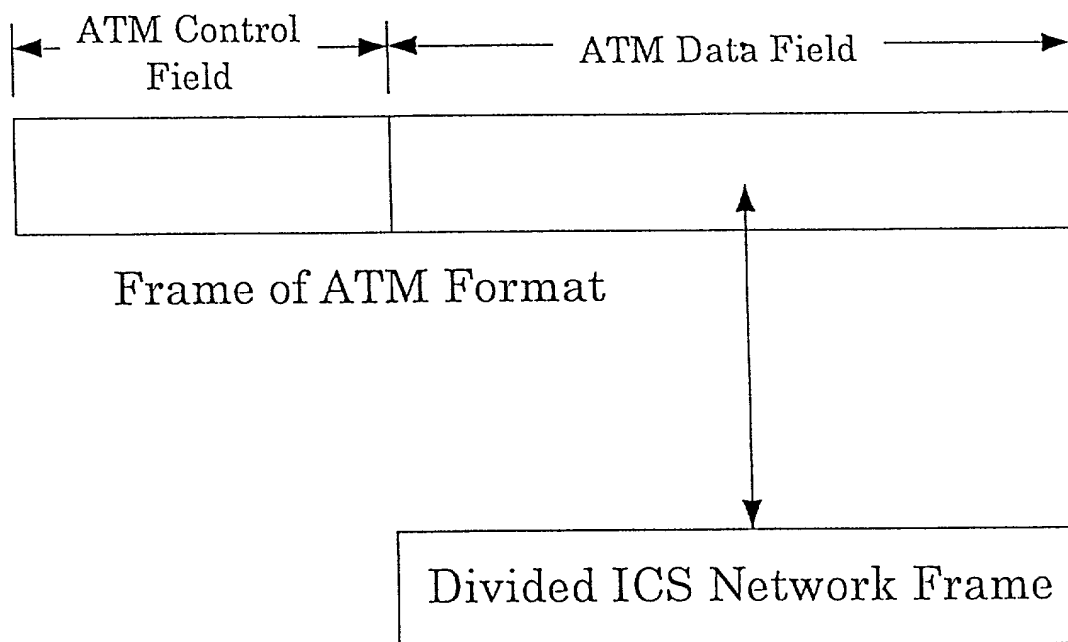 ATM Control
Field
ATM Data Field
Frame of ATM Format
Divided ICS Network Frame